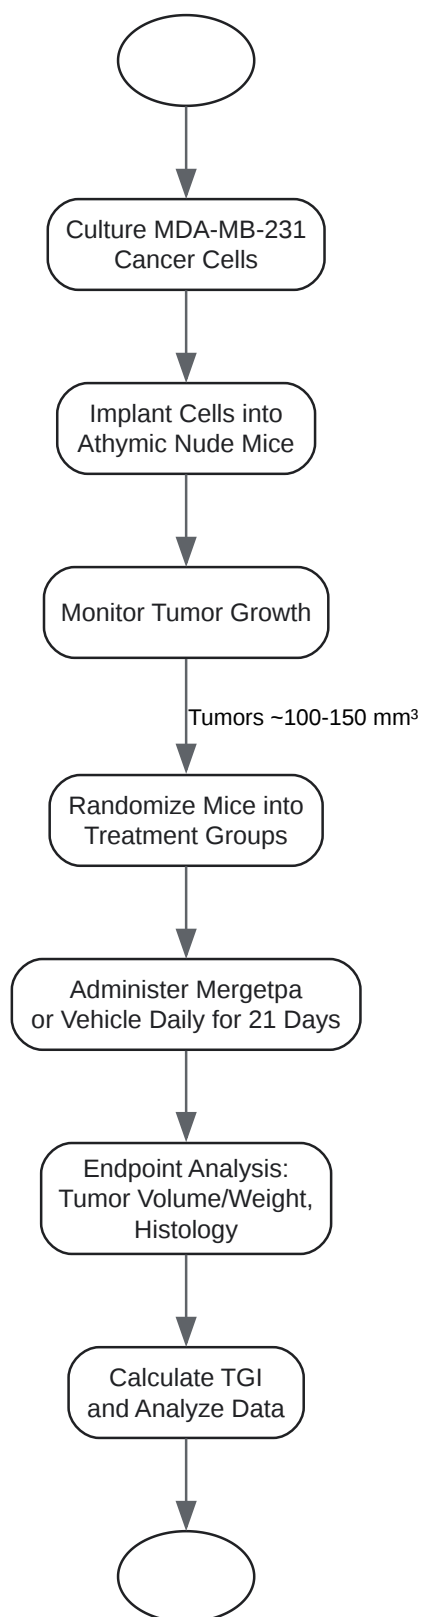 Culture MDA-MB-231
Cancer Cells
Implant Cells into
Athymic Nude Mice
Monitor Tumor Growth
Tumors ~100-150 mm³
Randomize Mice into
Treatment Groups
Administer Mergetpa
or Vehicle Daily for 21 Days
Endpoint Analysis:
Tumor Volume/Weight,
Histology
Calculate TGI
and Analyze Data